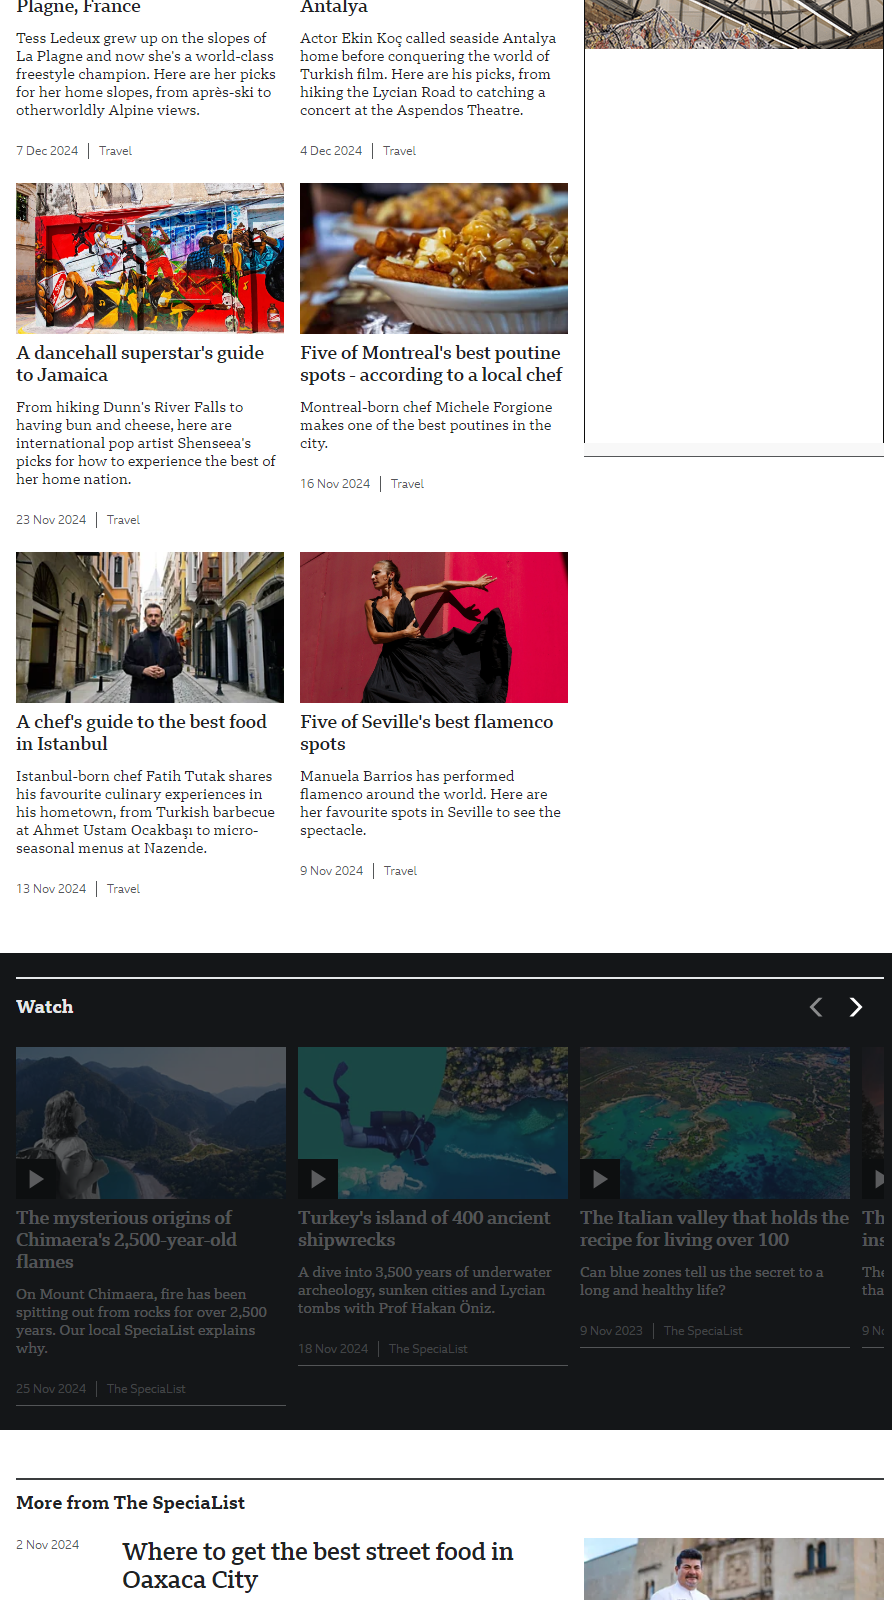 Plagne, France
Tess Ledeux grew up on the slopes of
La Plagne and now she's a world-class
freestyle champion. Here are her picks
for her home slopes, from après-ski to
otherworldly Alpine views.
7 Dec 2024 | Travel
Antalya
Actor Ekin Koç called seaside Antalya
home before conquering the world of
Turkish film. Here are his picks, from
hiking the Lycian Road to catching a
concert at the Aspendos Theatre.
4 Dec 2024 | Travel
A dancehall superstar's guide
to Jamaica
From hiking Dunn's River Falls to
having bun and cheese, here are
international pop artist Shenseea's
picks for how to experience the best of
her home nation.
23 Nov 2024 | Travel
Five of Montreal's best poutine
spots - according to a local chef
Montreal-born chef Michele Forgione
makes one of the best poutines in the
city.
16 Nov 2024 | Travel
A chef's guide to the best food
in Istanbul
Istanbul-born chef Fatih Tutak shares
his favourite culinary experiences in
his hometown, from Turkish barbecue
at Ahmet Ustam Ocakbaşı to micro-
seasonal menus at Nazende.
13 Nov 2024 | Travel
Five of Seville's best flamenco
spots
Manuela Barrios has performed
flamenco around the world. Here are
her favourite spots in Seville to see the
spectacle.
9 Nov 2024 | Travel
Watch
The mysterious origins of
Chimaera's 2,500-year-old
flames
On Mount Chimaera, fire has been
spitting out from rocks for over 2,500
years. Our local SpeciaList explains
why.
25 Nov 2024 | The SpeciaList
Turkey's island of 400 ancient
shipwrecks
A dive into 3,500 years of underwater
archeology, sunken cities and Lycian
tombs with Prof Hakan Öniz.
18 Nov 2024 | The SpeciaList
The Italian valley that holds the
recipe for living over 100
Can blue zones tell us the secret to a
long and healthy life?
9 Nov 2023 | The SpeciaList
More from The SpeciaList
2 Nov 2024
Where to get the best street food in
Oaxaca City